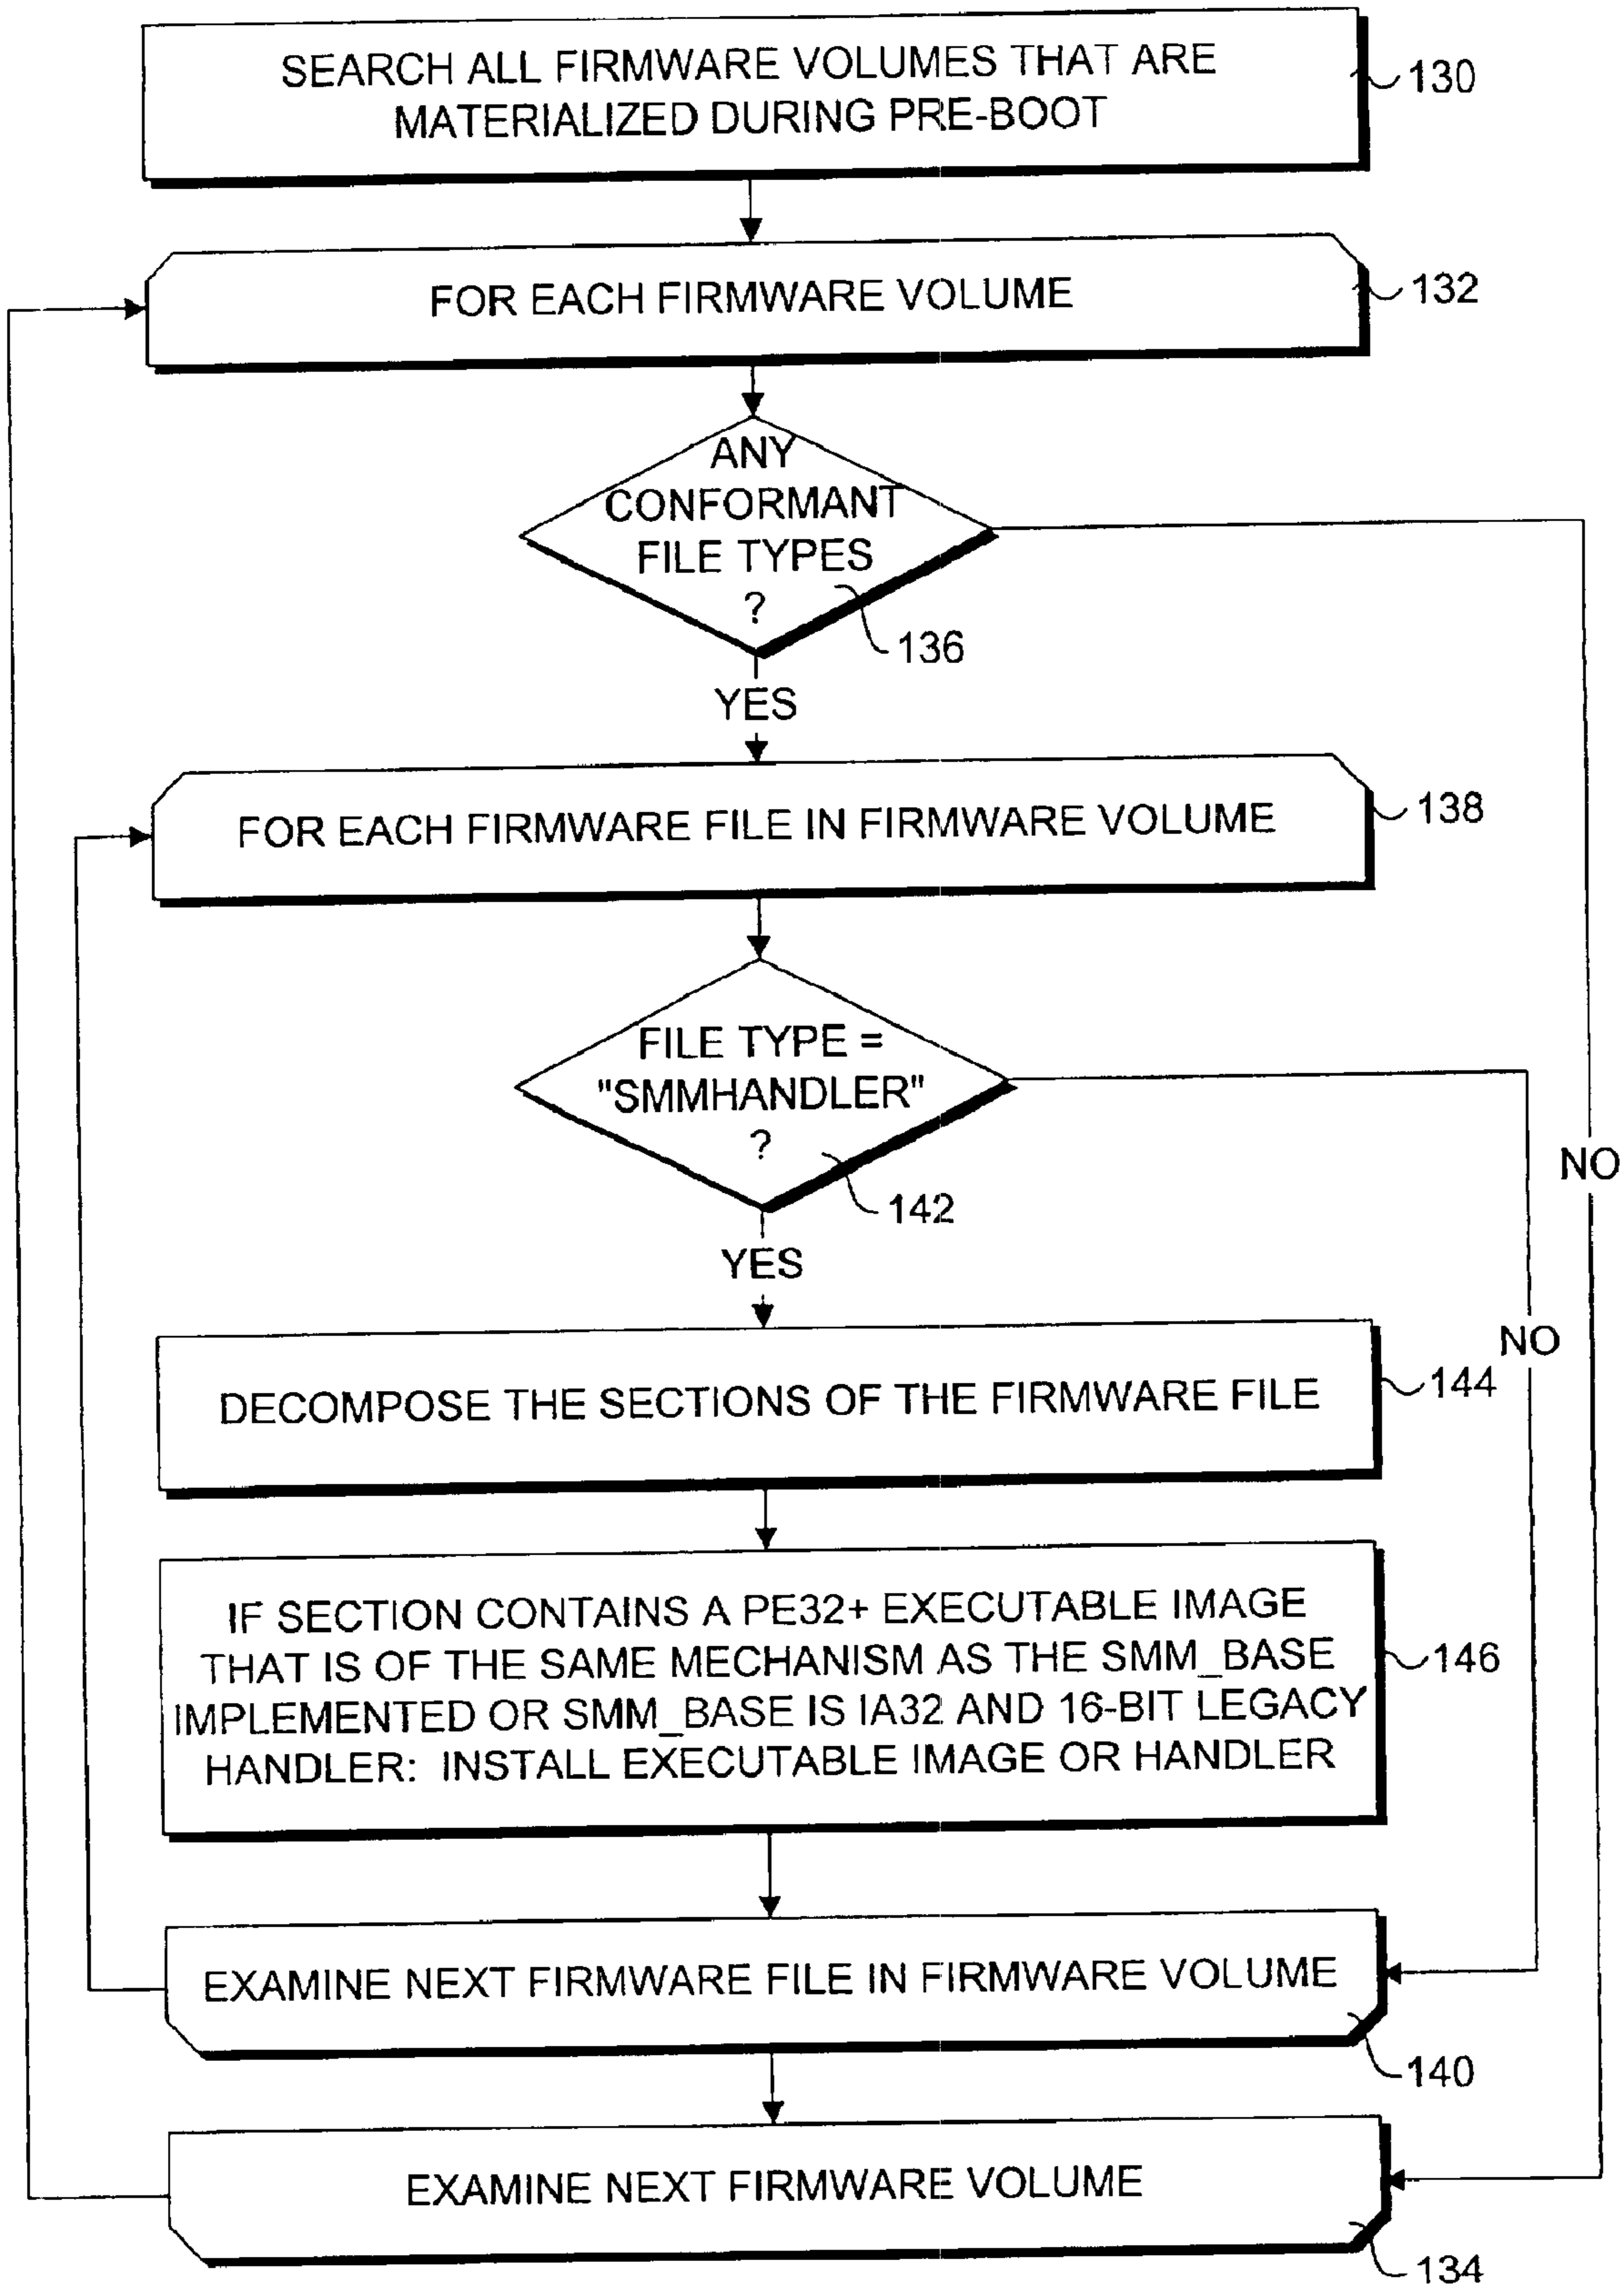 SEARCH ALL FIRMWARE VOLUMES THAT ARE
MATERIALIZED DURING PRE-BOOT
130
FOR EACH FIRMWARE VOLUME
132
ANY
CONFORMANT
FILE TYPES
?
136
YES
FOR EACH FIRMWARE FILE IN FIRMWARE VOLUME
138
FILE TYPE =
"SMMHANDLER"
?
142
NO
YES
NO
DECOMPOSE THE SECTIONS OF THE FIRMWARE FILE
144
IF SECTION CONTAINS A PE32+ EXECUTABLE IMAGE
THAT IS OF THE SAME MECHANISM AS THE SMM_BASE
IMPLEMENTED OR SMM_BASE IS IA32 AND 16-BIT LEGACY
HANDLER: INSTALL EXECUTABLE IMAGE OR HANDLER
146
EXAMINE NEXT FIRMWARE FILE IN FIRMWARE VOLUME
140
EXAMINE NEXT FIRMWARE VOLUME
134